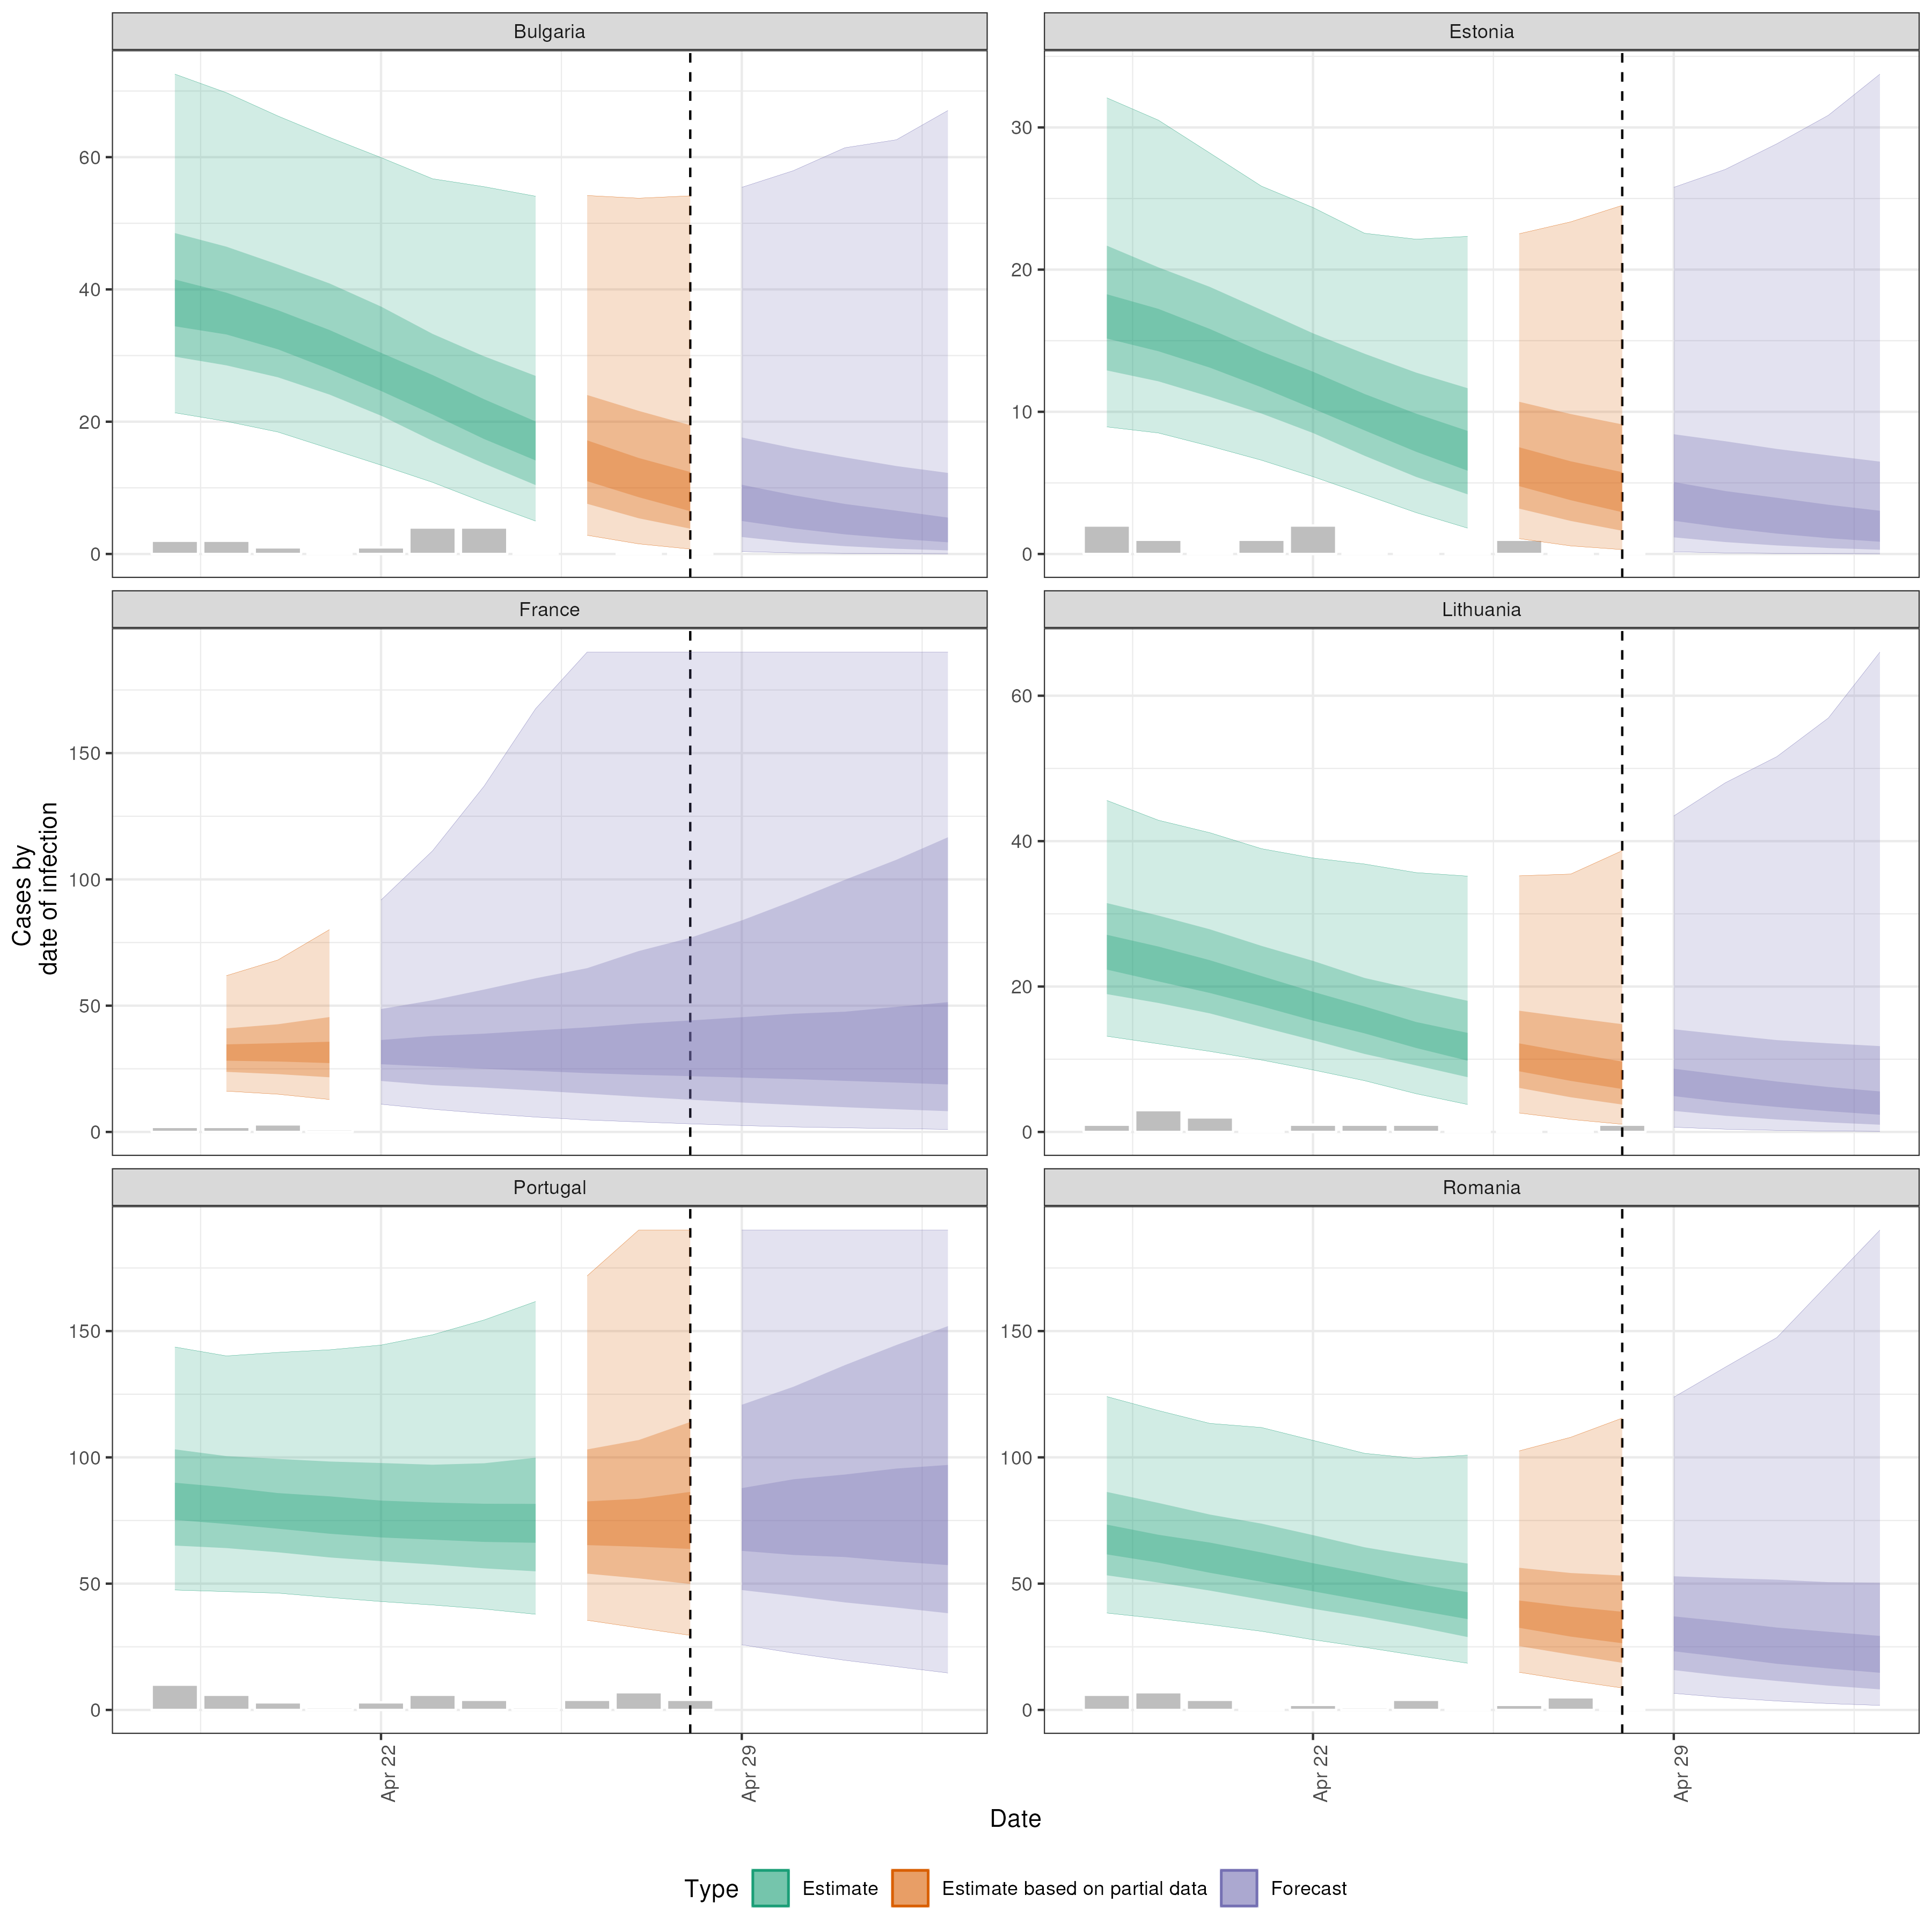 Bulgaria
Estonia
60
40
20
0
30
20
10
0
France
Lithuania
150
100
50
0
60
40
20
0
Cases by
date of infection
Portugal
Romania
150
100
50
0
150
100
50
0
Apr 22
Apr 29
Apr 22
Apr 29
Date
Type
Estimate
Estimate based on partial data
Forecast